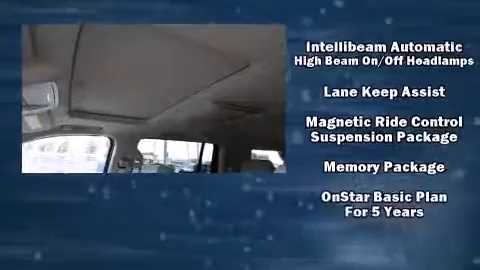 Intellibeam Automatic
High Beam On/Off Headlamps
Lane Keep Assist
Magnetic Ride Control
Suspension Package
Memory Package
OnStar Basic Plan
For 5 Years